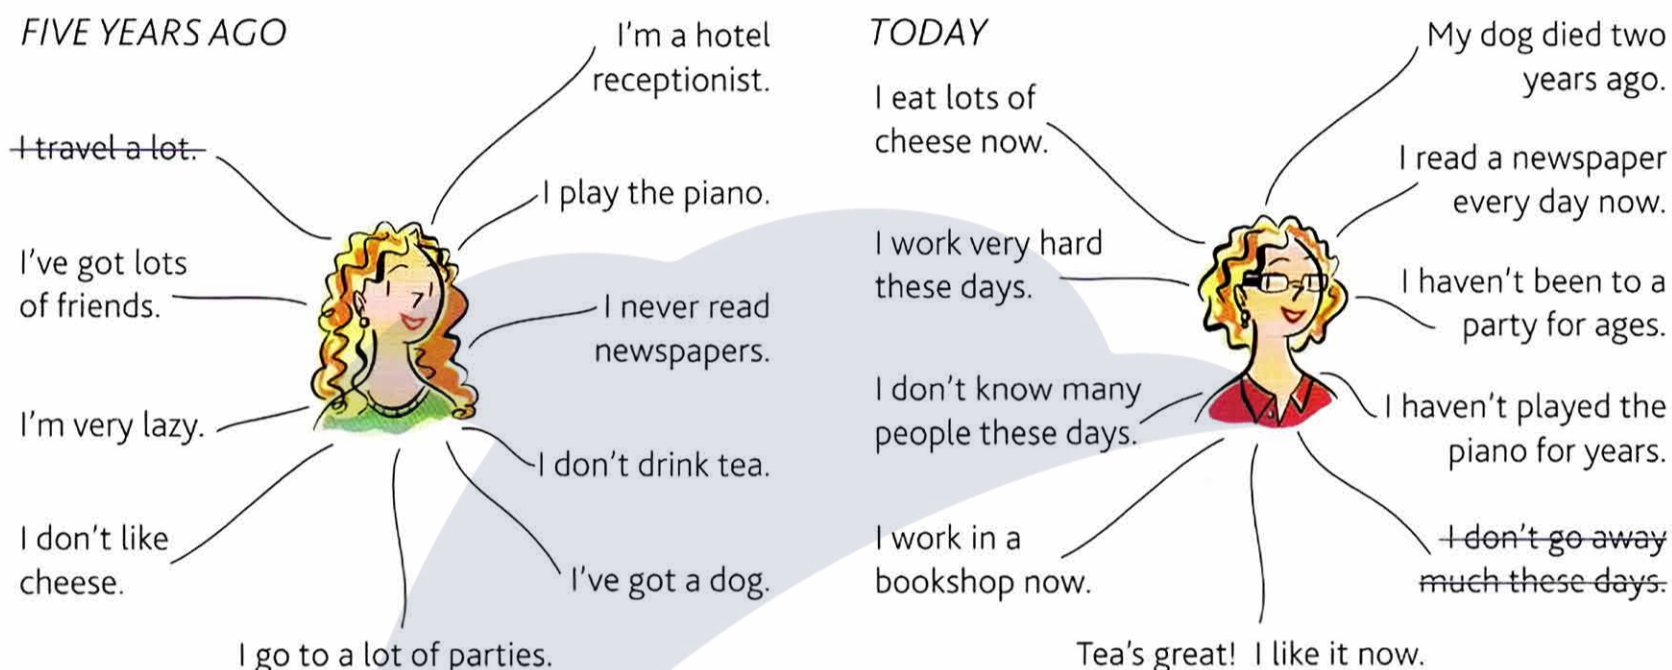 FIVE YEARS AGO
I'm a hotel
receptionist.
I travel a lot.
I play the piano.
I've got lots
of friends.
I never read
newspapers.
I'm very lazy.
I don't drink tea.
I don't like
cheese.
I've got a dog.
I go to a lot of parties.
TODAY
My dog died two
years ago.
I eat lots of
cheese now.
I read a newspaper
every day now.
I work very hard
these days.
I haven't been to a
party for ages.
I don't know many
people these days.
I haven't played the
piano for years.
I work in a
bookshop now.
I don't go away
much these days.
Tea's great! I like it now.